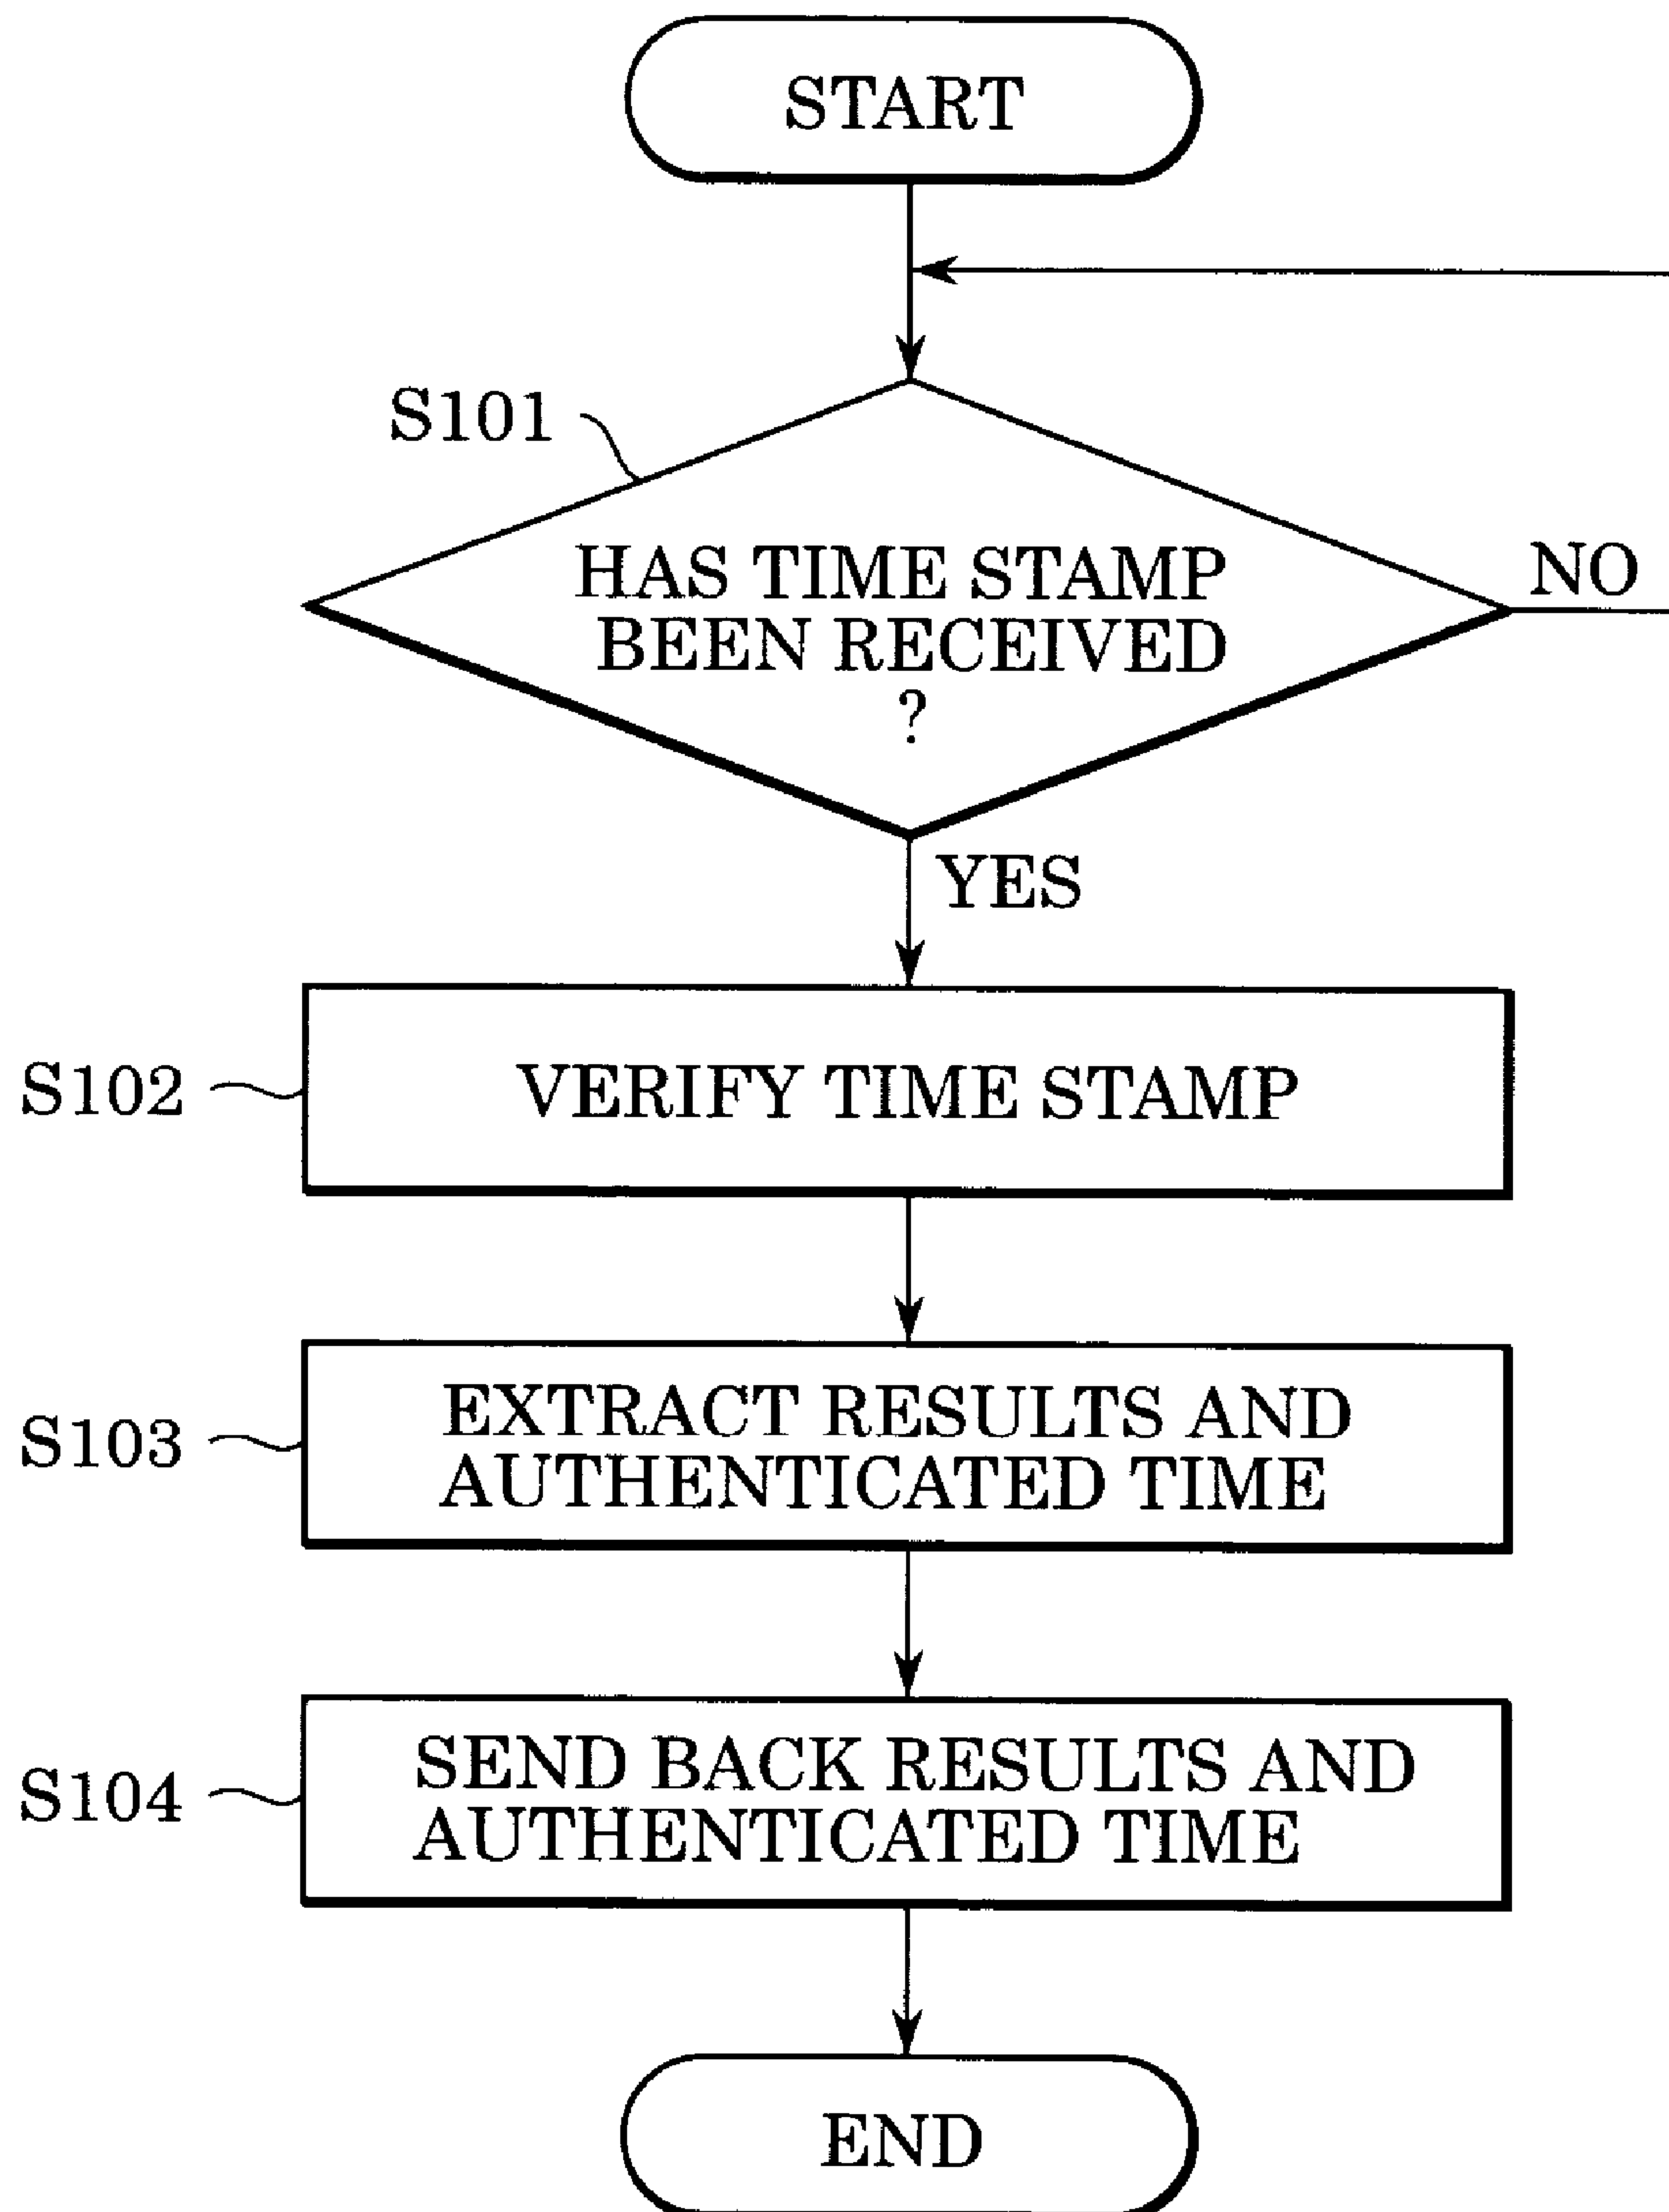 START
S101
HAS TIME STAMP
BEEN RECEIVED
?
NO
YES
S102
VERIFY TIME STAMP
S103
EXTRACT RESULTS AND
AUTHENTICATED TIME
S104
SEND BACK RESULTS AND
AUTHENTICATED TIME
END